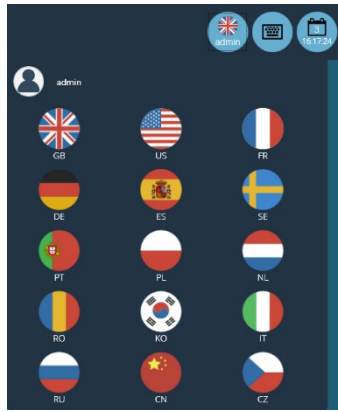 admin
3
16:17:24
admin
GB
US
FR
DE
ES
SE
PT
PL
NL
RO
KO
IT
RU
CN
CZ